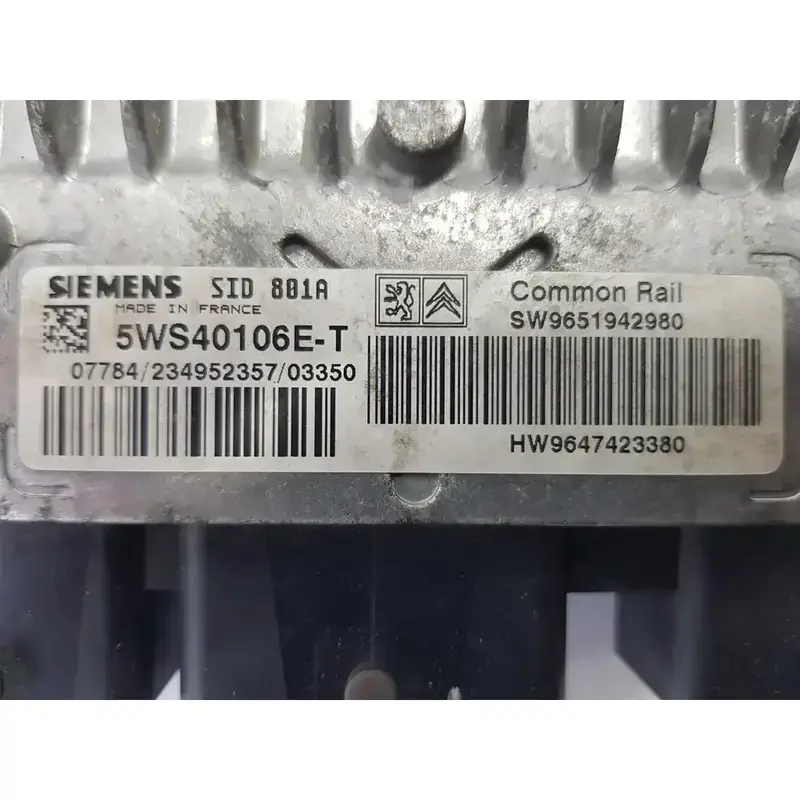 SIEMENS SID 801A
MADE IN FRANCE
5WS40106E-T
07784/234952357/03350
Common Rail
SW9651942980
HW9647423380